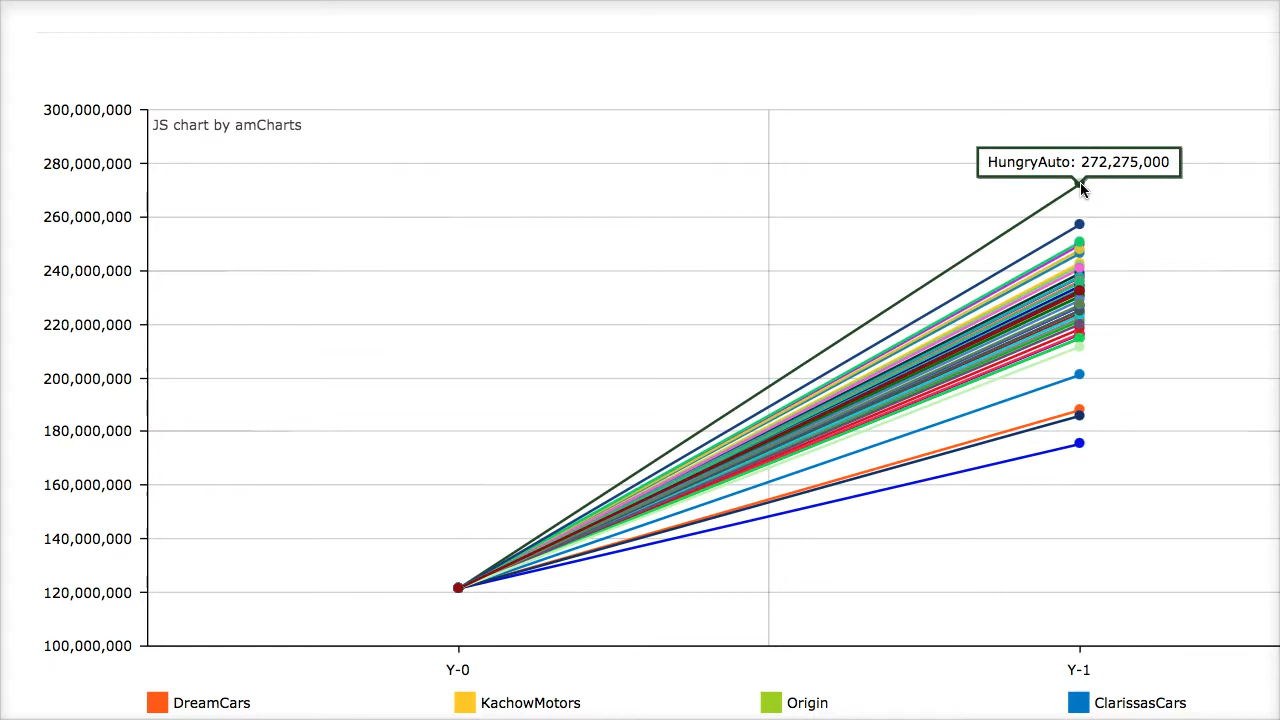 300,000,000
JS chart by amCharts
HungryAuto: 272,275,000
280,000,000
260,000,000
240,000,000
220,000,000
200,000,000
180,000,000
160,000,000
140,000,000
120,000,000
100,000,000
Y-0 Y-1
DreamCars KachowMotors Origin ClarissasCars